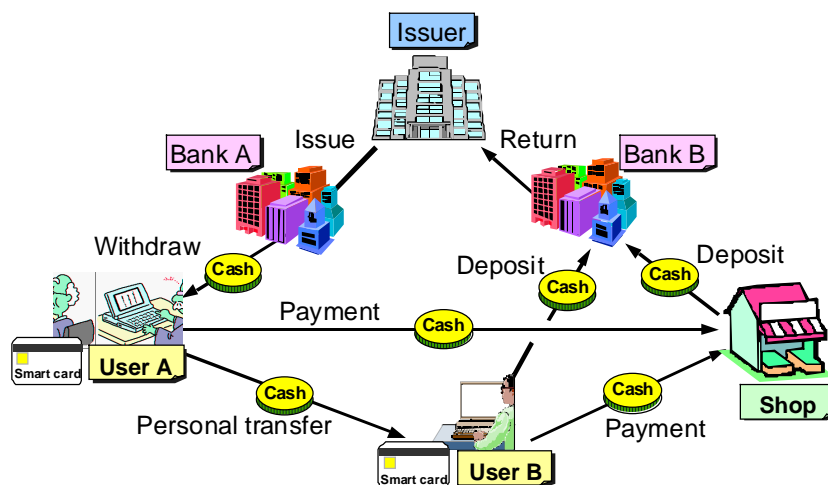 Issuer
Issue
Return
Bank A
Bank B
Withdraw
Cash
Deposit
Cash
Deposit
Cash
Payment
Cash
Smart card
User A
Cash
Personal transfer
Cash
Shop
Payment
Smart card
User B